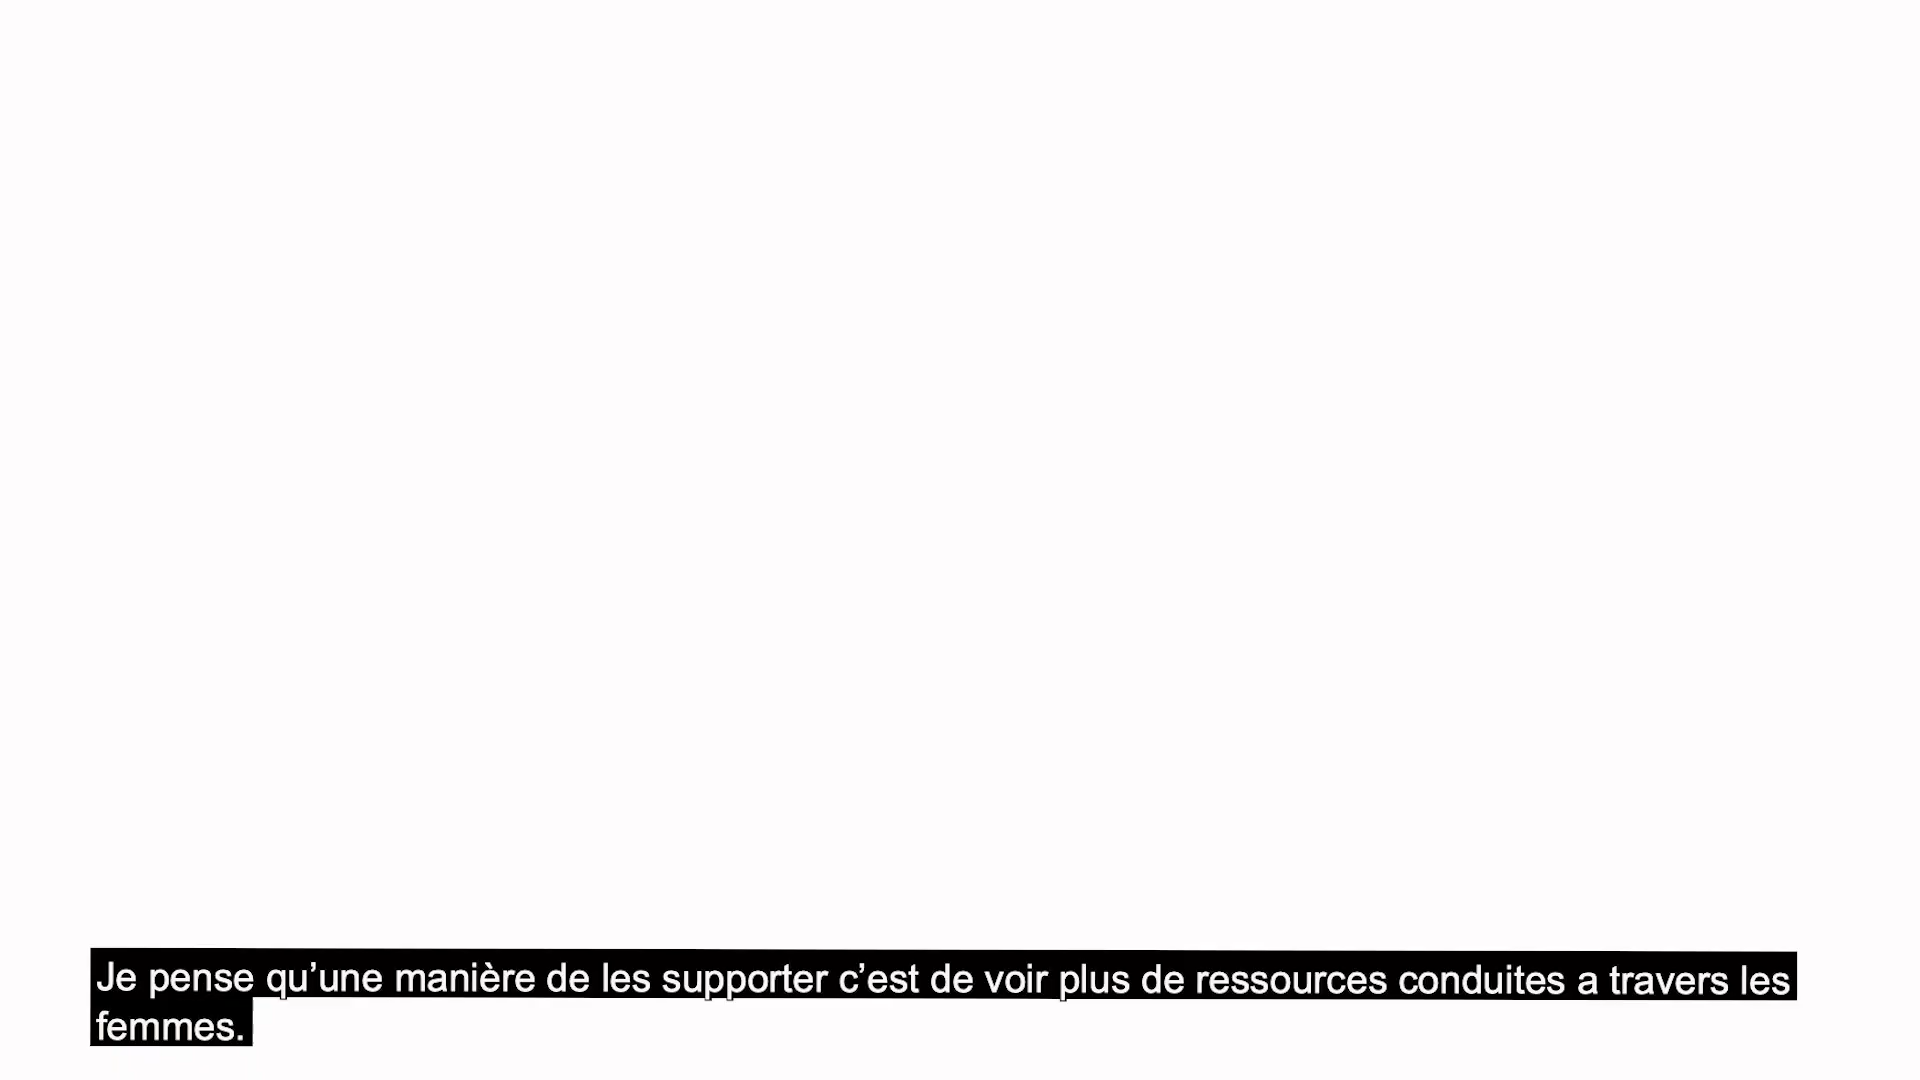 Je pense qu’une manière de les supporter c’est de voir plus de ressources conduites a travers les
femmes.